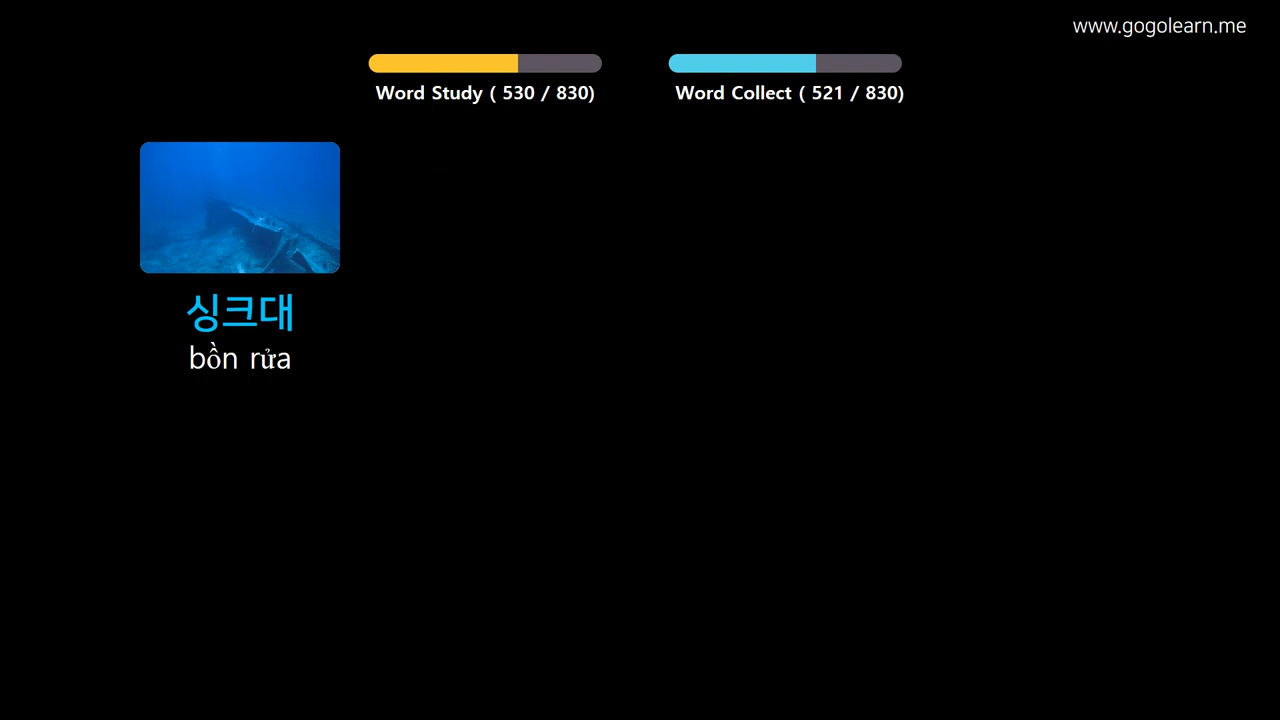 www.gogolearn.me
Word Study ( 530 / 830)
Word Collect ( 521 / 830)
싱크대
bồn rửa